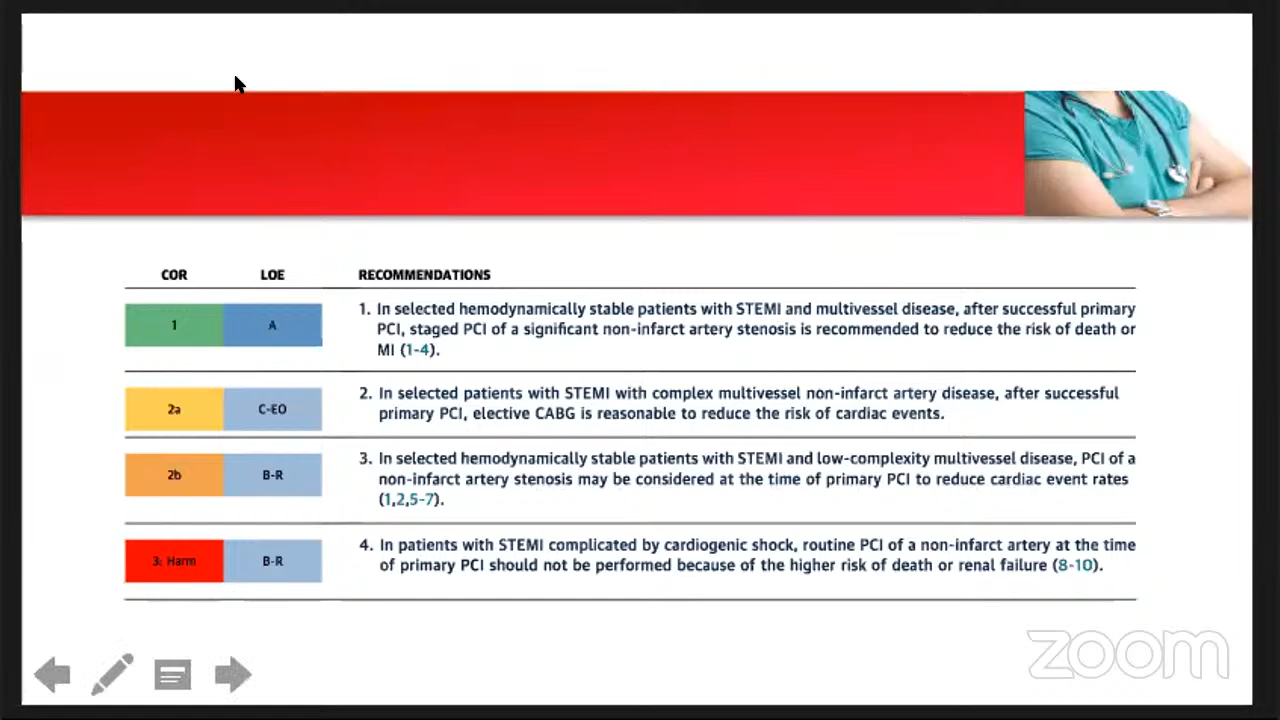 COR LOE RECOMMENDATIONS
1 A 1. In selected hemodynamically stable patients with STEMI and multivessel disease, after successful primary
PCI, staged PCI of a significant non-infarct artery stenosis is recommended to reduce the risk of death or
MI (1-4).
2a C-EO 2. In selected patients with STEMI with complex multivessel non-infarct artery disease, after successful
primary PCI, elective CABG is reasonable to reduce the risk of cardiac events.
2b B-R 3. In selected hemodynamically stable patients with STEMI and low-complexity multivessel disease, PCI of a
non-infarct artery stenosis may be considered at the time of primary PCI to reduce cardiac event rates
(1,2,5-7).
3: Harm B-R 4. In patients with STEMI complicated by cardiogenic shock, routine PCI of a non-infarct artery at the time
of primary PCI should not be performed because of the higher risk of death or renal failure (8-10).
zoom